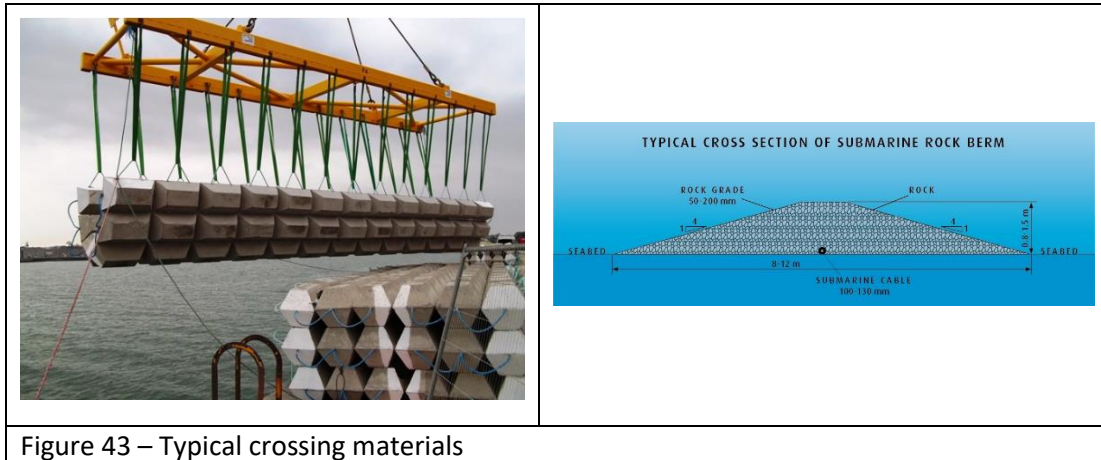 TYPICAL CROSS SECTION OF SUBMARINE ROCK BERM
ROCK GRADE
50-200 mm
ROCK
4
1
4
1
0.8-1.5 m
SEABED
SEABED
8-12 m
SUBMARINE CABLE
100-130 mm
Figure 43 – Typical crossing materials